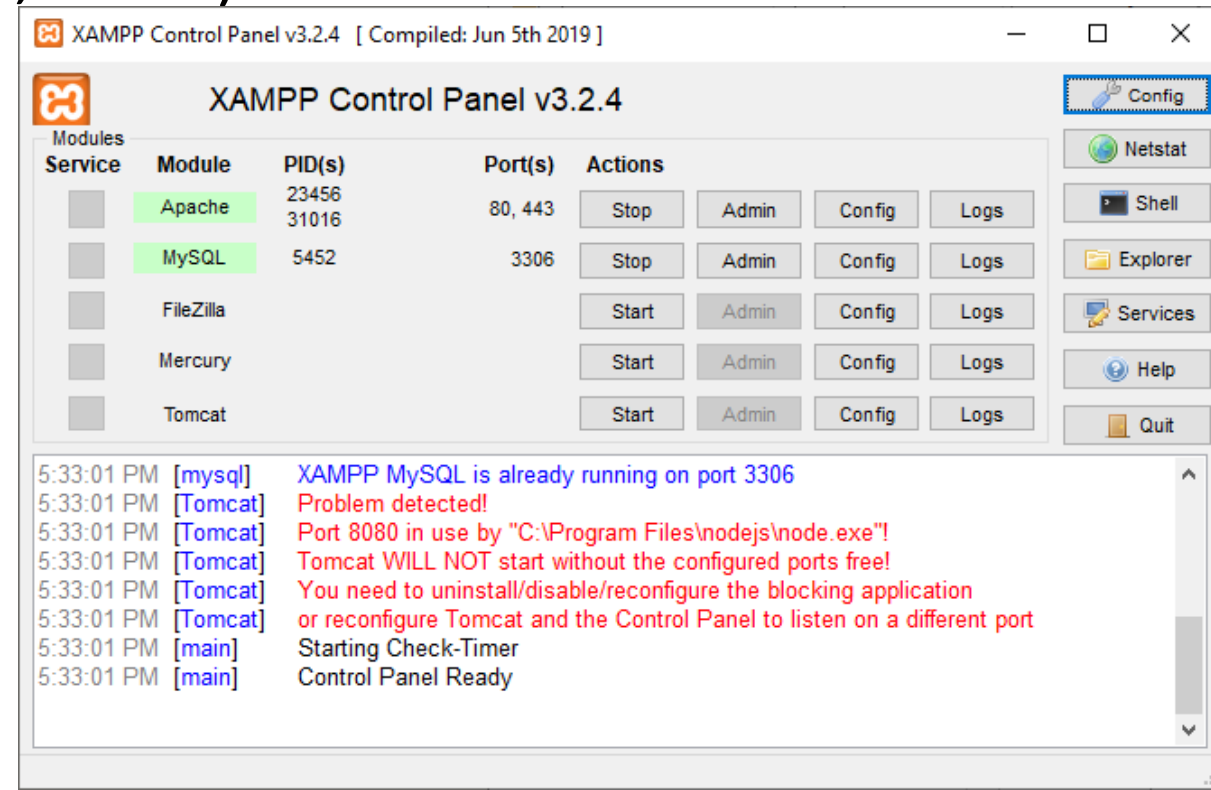 XAMPP Control Panel v3.2.4 [ Compiled: Jun 5th 2019 ]
XAMPP Control Panel v3.2.4
Config
Modules
Netstat
Service Module PID(s) Port(s) Actions
Apache 23456 31016 80, 443 Stop Admin Config Logs
Shell
MySQL 5452 3306 Stop Admin Config Logs
Explorer
FileZilla Start Admin Config Logs
Services
Mercury Start Admin Config Logs
Help
Tomcat Start Admin Config Logs
Quit
5:33:01 PM [mysql] XAMPP MySQL is already running on port 3306
5:33:01 PM [Tomcat] Problem detected!
5:33:01 PM [Tomcat] Port 8080 in use by "C:\Program Files\nodejs\node.exe"!
5:33:01 PM [Tomcat] Tomcat WILL NOT start without the configured ports free!
5:33:01 PM [Tomcat] You need to uninstall/disable/reconfigure the blocking application
5:33:01 PM [Tomcat] or reconfigure Tomcat and the Control Panel to listen on a different port
5:33:01 PM [main] Starting Check-Timer
5:33:01 PM [main] Control Panel Ready